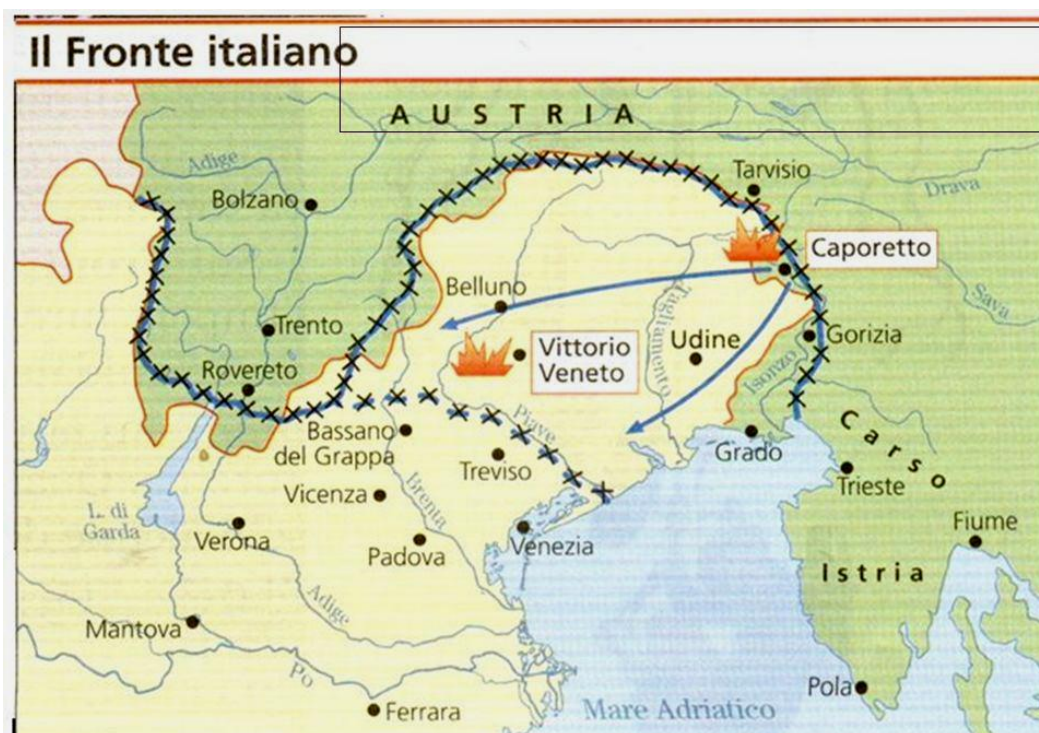 Il Fronte italiano
AUSTRIA
Adige
Bolzano
Tarvisio
Drava
Caporetto
Belluno
Tagliamento
Sava
Trento
Udine
Gorizia
Vittorio
Veneto
Rovereto
Isonzo
Piave
Bassano
del Grappa
Grado
Carso
Treviso
Trieste
Vicenza
Brenta
L. di
Garda
Verona
Padova
Venezia
Fiume
Istria
Adige
Mantova
Po
Pola
Ferrara
Mare Adriatico